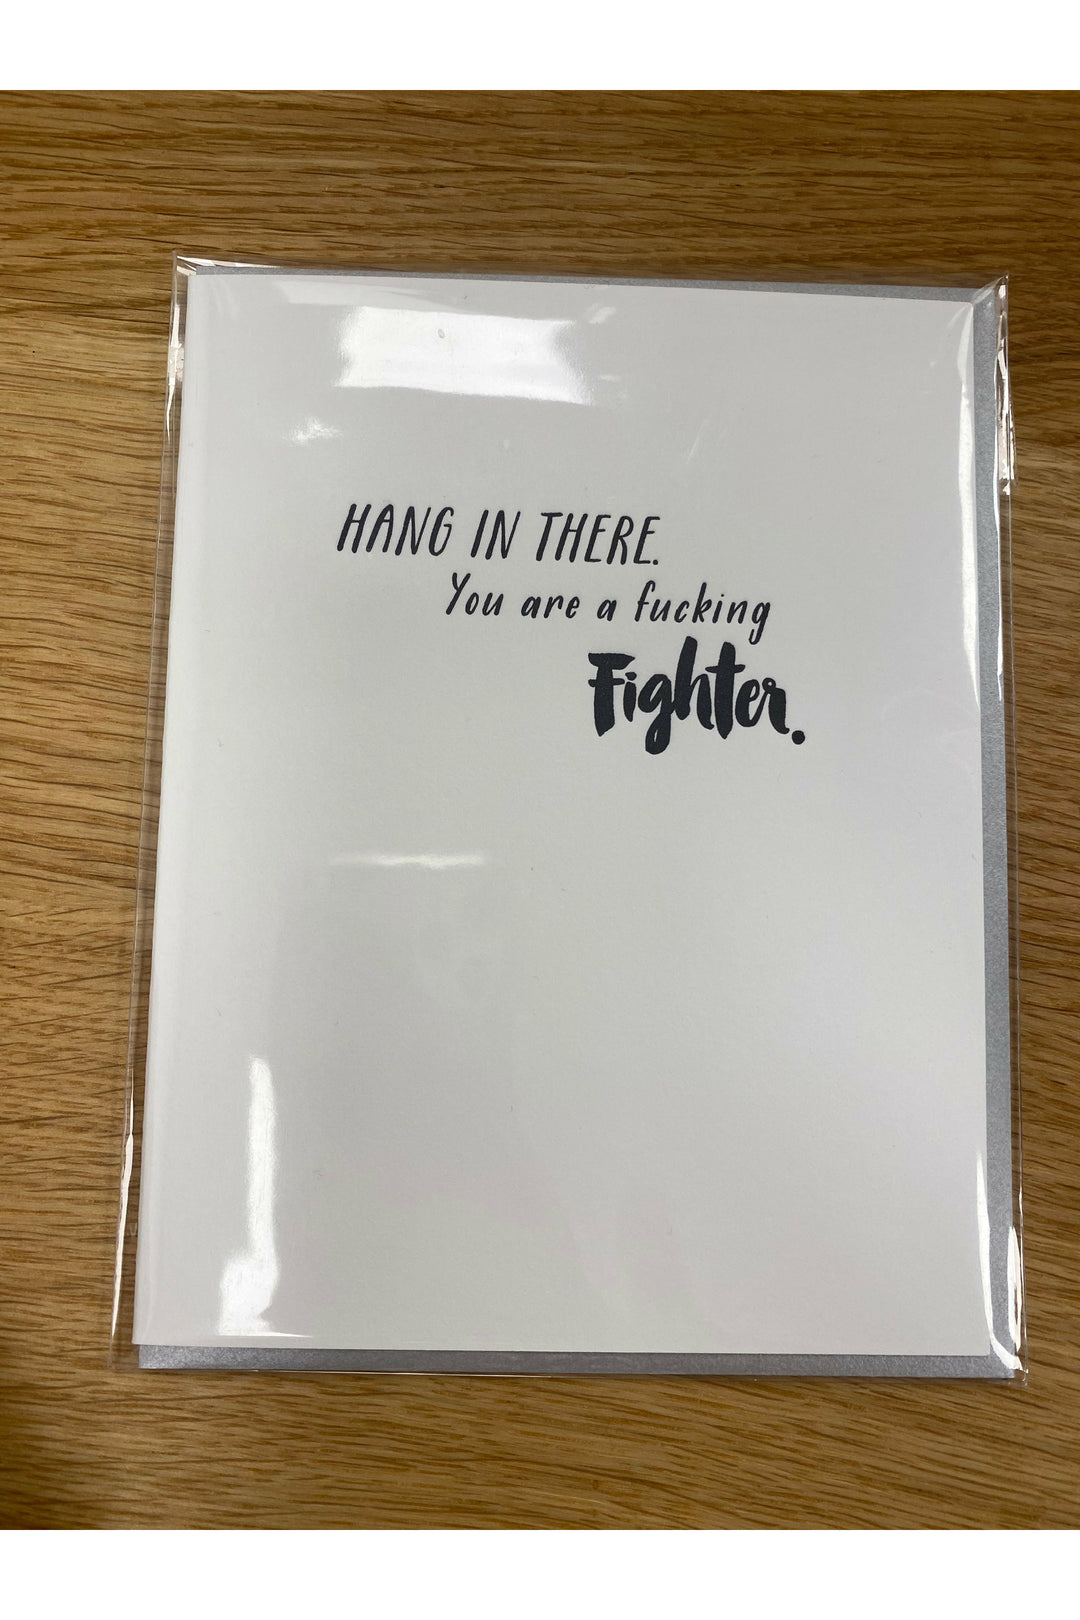 HANG IN THERE.
You are a fucking
Fighter.